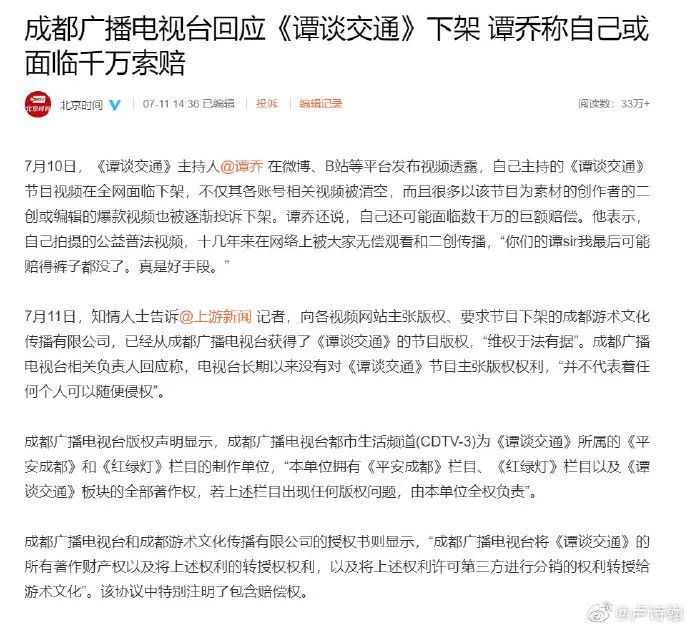 成都广播电视台回应《谭谈交通》下架 谭乔称自己或
面临千万索赔
北京时间 07-11 14:36 已编辑 投诉 编辑记录 阅读数：33万+
7月10日，《谭谈交通》主持人@谭乔 在微博、B站等平台发布视频透露，自己主持的《谭谈交通》
节目视频在全网面临下架，不仅其各账号相关视频被清空，而且很多以该节目为素材的创作者的二
创或编辑的爆款视频也被逐渐投诉下架。谭乔还说，自己还可能面临数千万的巨额赔偿。他表示，
自己拍摄的公益普法视频，十几年来在网络上被大家无偿观看和二创传播，“你们的谭sir我最后可能
赔得裤子都没了。真是好手段。”
7月11日，知情人士告诉@上游新闻 记者，向各视频网站主张版权、要求节目下架的成都游术文化
传播有限公司，已经从成都广播电视台获得了《谭谈交通》的节目版权，“维权于法有据”。成都广播
电视台相关负责人回应称，电视台长期以来没有对《谭谈交通》节目主张版权权利，“并不代表着任
何个人可以随便侵权”。
成都广播电视台版权声明显示，成都广播电视台都市生活频道(CDTV-3)为《谭谈交通》所属的《平
安成都》和《红绿灯》栏目的制作单位，“本单位拥有《平安成都》栏目、《红绿灯》栏目以及《谭
谈交通》板块的全部著作权，若上述栏目出现任何版权问题，由本单位全权负责”。
成都广播电视台和成都游术文化传播有限公司的授权书则显示，“成都广播电视台将《谭谈交通》的
所有著作财产权以及将上述权利的转授权权利，以及将上述权利许可第三方进行分销的权利转授给
游术文化”。该协议中特别注明了包含赔偿权。
@卢诗翰